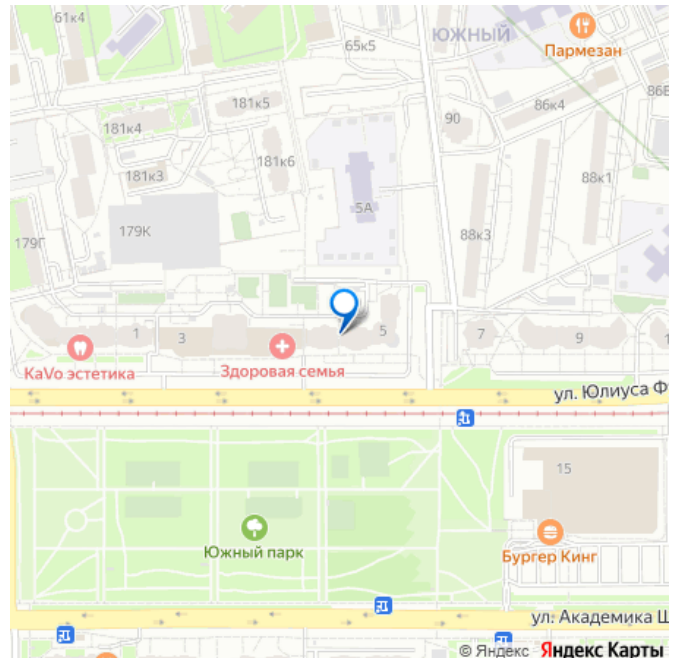 61к4
65к5
ЮЖНЫЙ
Пармезан
181к5
86к4
86Б
181к4
90
181к6
181к3
88к1
5А
179К
179Г
88к3
1
3
5
7
9
KaVo эстетика
Здоровая семья
ул. Юлиуса Ф
15
Южный парк
Бургер Кинг
ул. Академика Ш
© Яндекс Яндекс Карты